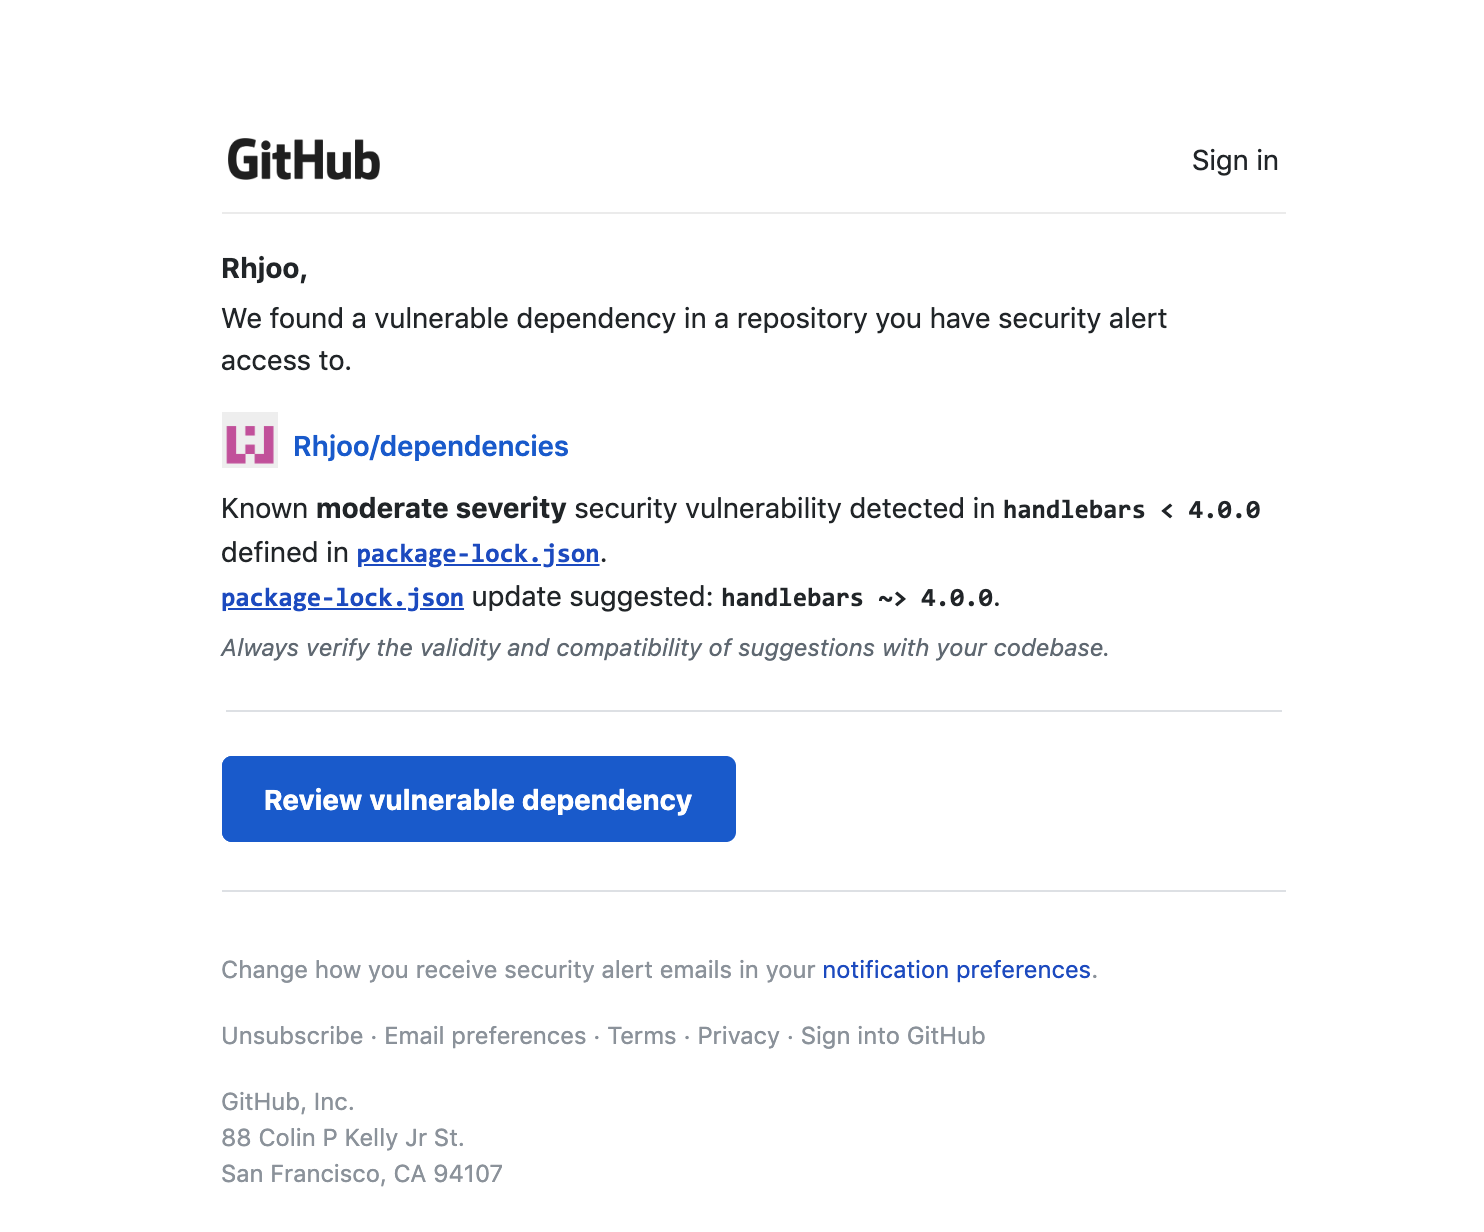 GitHub
Sign in
Rhjoo,
We found a vulnerable dependency in a repository you have security alert
access to.
Rhjoo/dependencies
Known moderate severity security vulnerability detected in handlebars < 4.0.0
defined in package-lock.json.
package-lock.json update suggested: handlebars ~> 4.0.0.
Always verify the validity and compatibility of suggestions with your codebase.
Review vulnerable dependency
Change how you receive security alert emails in your notification preferences.
Unsubscribe · Email preferences · Terms · Privacy · Sign into GitHub
GitHub, Inc.
88 Colin P Kelly Jr St.
San Francisco, CA 94107